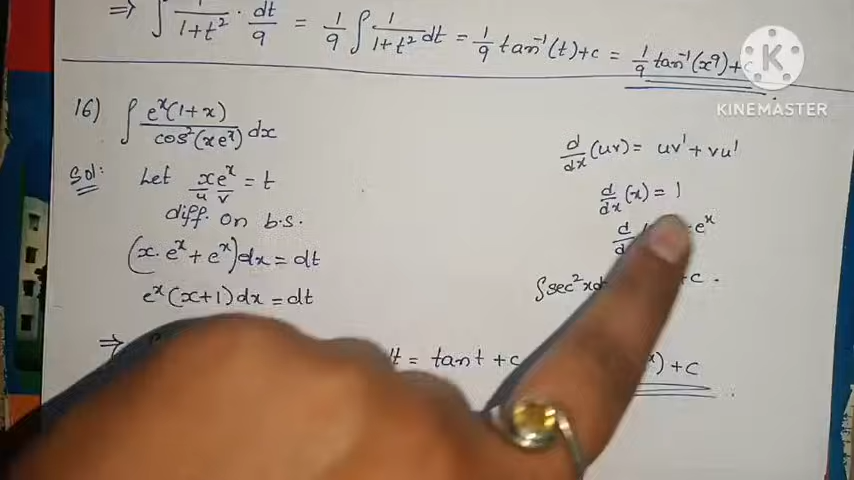 ⇒ ∫ 1/(1+t²) · dt/9 = 1/9 ∫ 1/(1+t²) dt = 1/9 tan⁻¹(t)+c = 1/9 tan⁻¹(x⁹)+c
KINEMASTER
16) ∫ eˣ(1+x)/cos²(xeˣ) dx
d/dx (uv) = uv' + vu'
Sol: Let xeˣ = t
u v
d/dx (x) = 1
diff. on b.s.
eˣ
(x·eˣ + eˣ)dx = dt
∫sec²xd +c.
eˣ(x+1)dx = dt
⇒ dt = tant + c ) + c